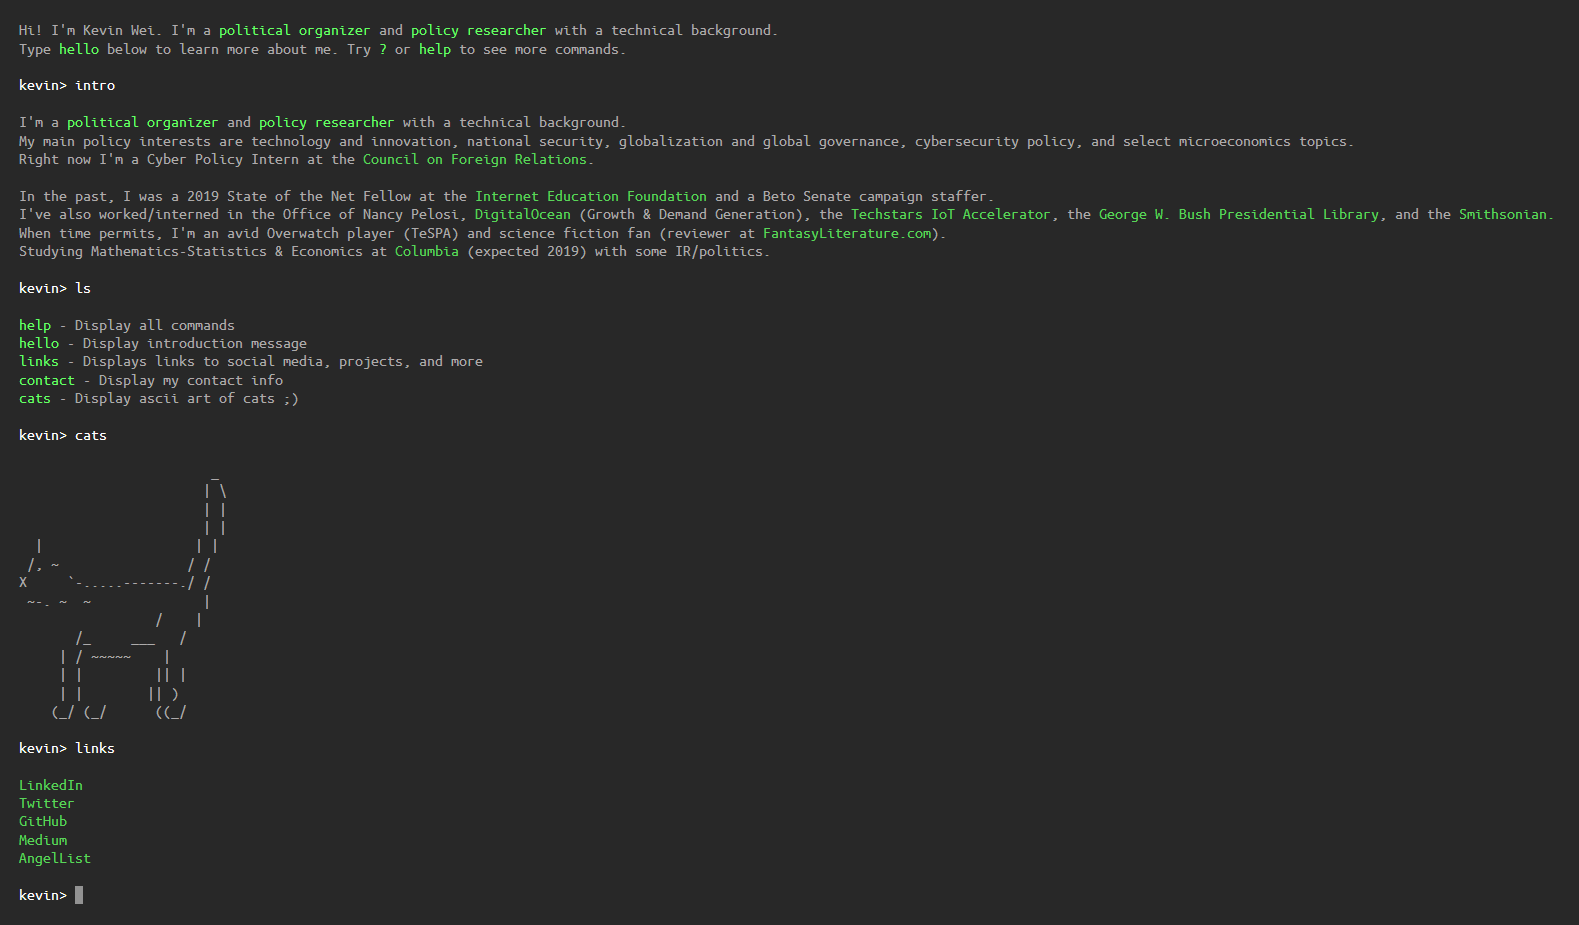 Hi! I'm Kevin Wei. I'm a political organizer and policy researcher with a technical background.
Type hello below to learn more about me. Try ? or help to see more commands.
kevin> intro
I'm a political organizer and policy researcher with a technical background.
My main policy interests are technology and innovation, national security, globalization and global governance, cybersecurity policy, and select microeconomics topics.
Right now I'm a Cyber Policy Intern at the Council on Foreign Relations.
In the past, I was a 2019 State of the Net Fellow at the Internet Education Foundation and a Beto Senate campaign staffer.
I've also worked/interned in the Office of Nancy Pelosi, DigitalOcean (Growth & Demand Generation), the Techstars IoT Accelerator, the George W. Bush Presidential Library, and the Smithsonian.
When time permits, I'm an avid Overwatch player (TeSPA) and science fiction fan (reviewer at FantasyLiterature.com).
Studying Mathematics-Statistics & Economics at Columbia (expected 2019) with some IR/politics.
kevin> ls
help - Display all commands
hello - Display introduction message
links - Displays links to social media, projects, and more
contact - Display my contact info
cats - Display ascii art of cats ;)
kevin> cats
                        _
                       | \
                       | |
                       | |
  |                   | |
 /, ~                / /
X     `-.....-------./ /
 ~-. ~  ~              |
                 /    |
       /_     ___   /
     | / ~~~~~    |
     | |         || |
     | |        || )
    (_/ (_/      ((_/
kevin> links
LinkedIn
Twitter
GitHub
Medium
AngelList
kevin>